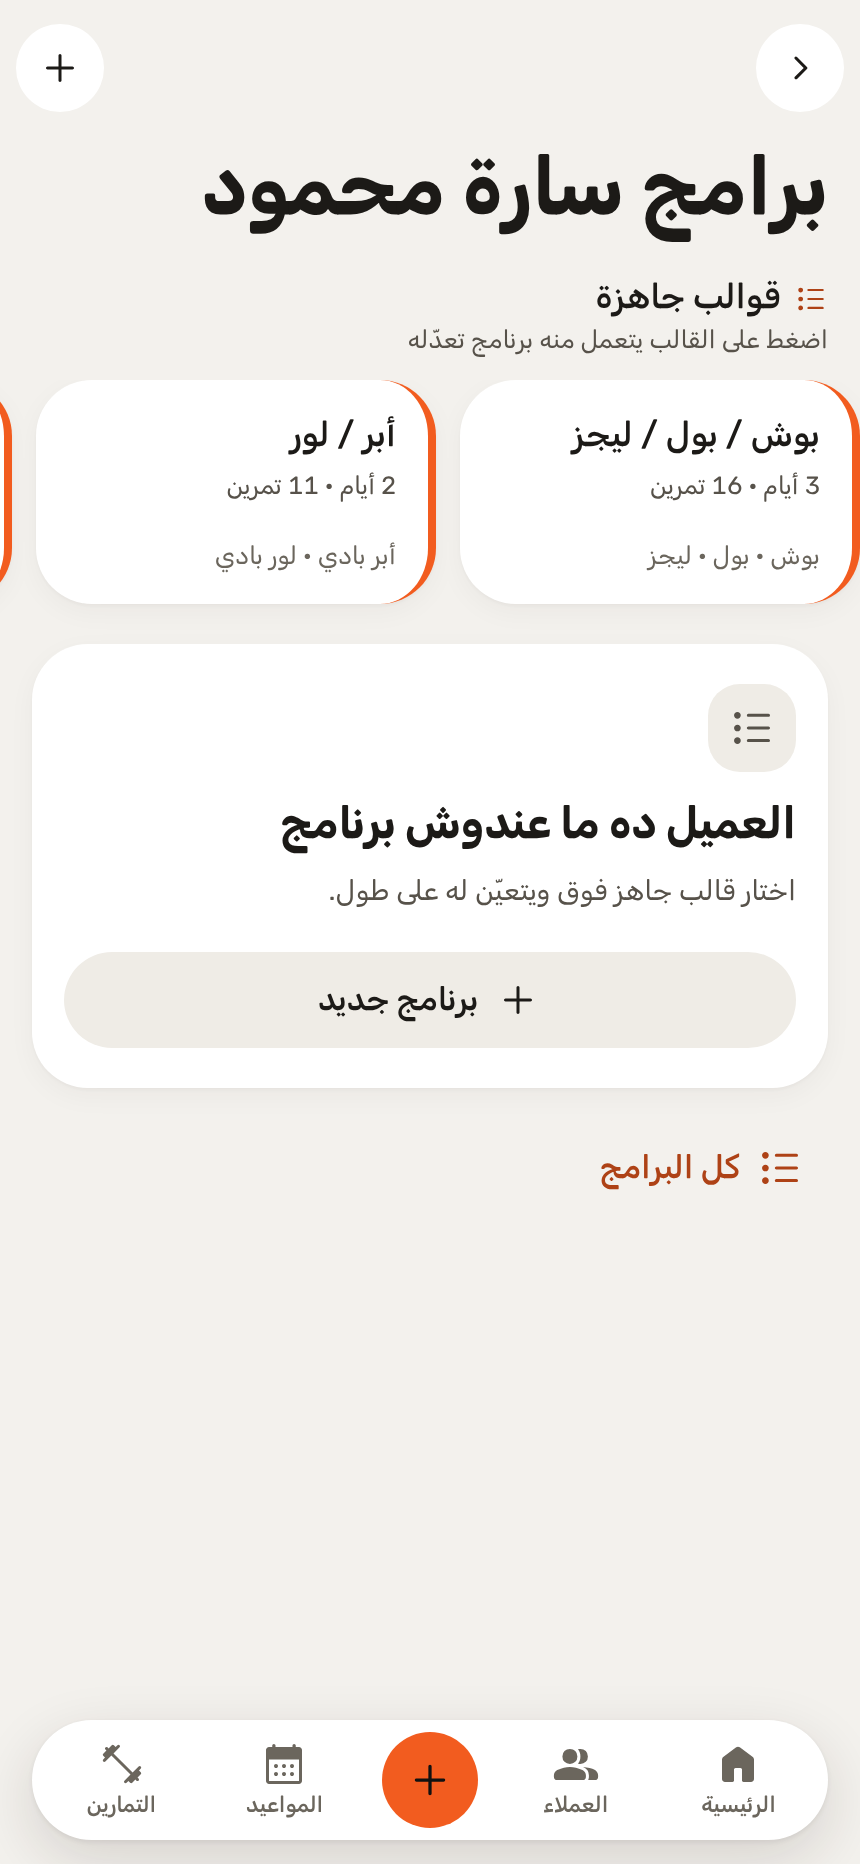 برامج سارة محمود
قوالب جاهزة
اضغط على القالب يتعمل منه برنامج تعدّله
بوش / بول / ليجز
3 أيام • 16 تمرين
بوش • بول • ليجز
أبر / لور
2 أيام • 11 تمرين
أبر بادي • لور بادي
العميل ده ما عندوش برنامج
اختار قالب جاهز فوق ويتعيّن له على طول.
برنامج جديد
كل البرامج
الرئيسية
العملاء
المواعيد
التمارين